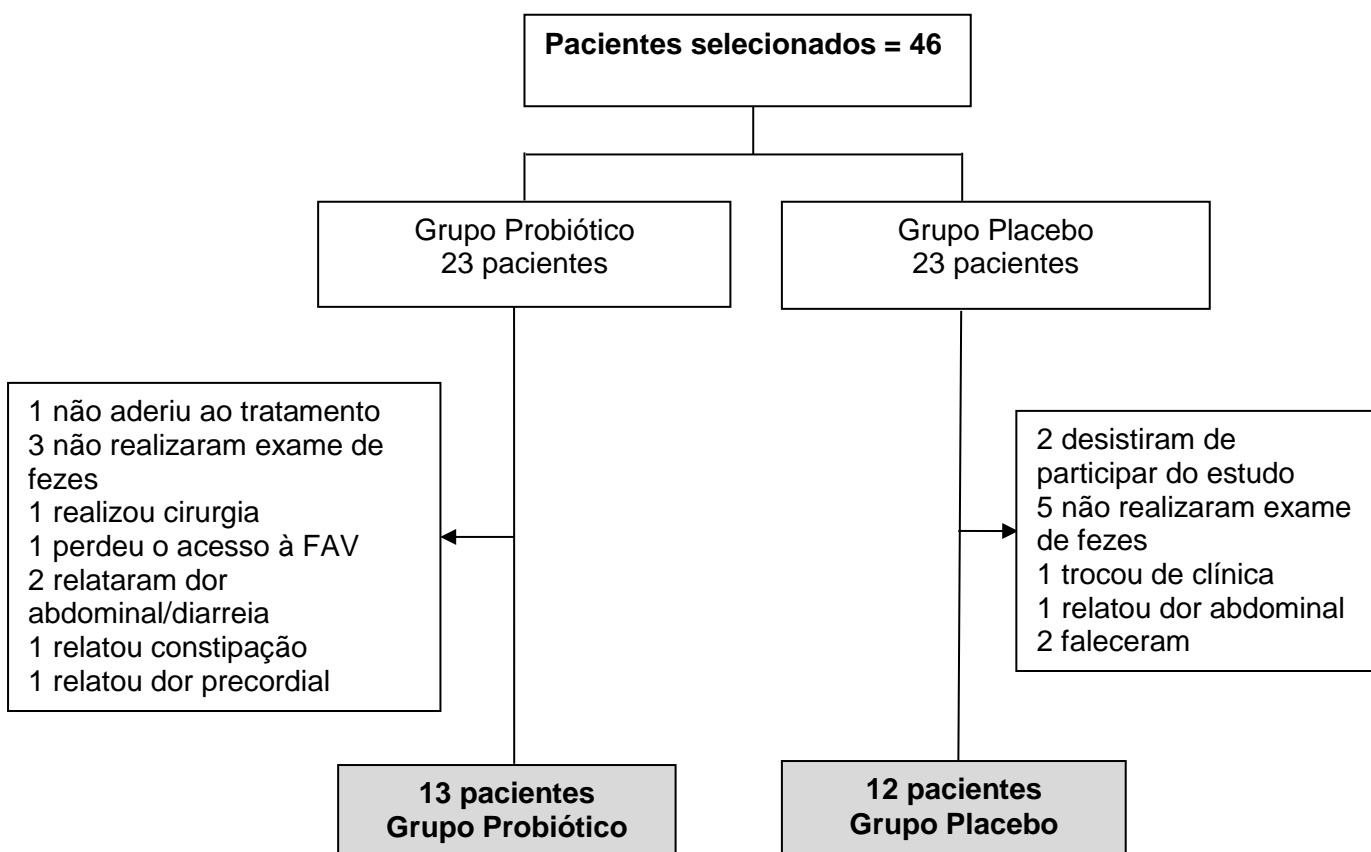 Pacientes selecionados = 46
Grupo Probiótico
23 pacientes
Grupo Placebo
23 pacientes
1 não aderiu ao tratamento
3 não realizaram exame de
fezes
1 realizou cirurgia
1 perdeu o acesso à FAV
2 relataram dor
abdominal/diarreia
1 relatou constipação
1 relatou dor precordial
2 desistiram de
participar do estudo
5 não realizaram exame
de fezes
1 trocou de clínica
1 relatou dor abdominal
2 faleceram
13 pacientes
Grupo Probiótico
12 pacientes
Grupo Placebo